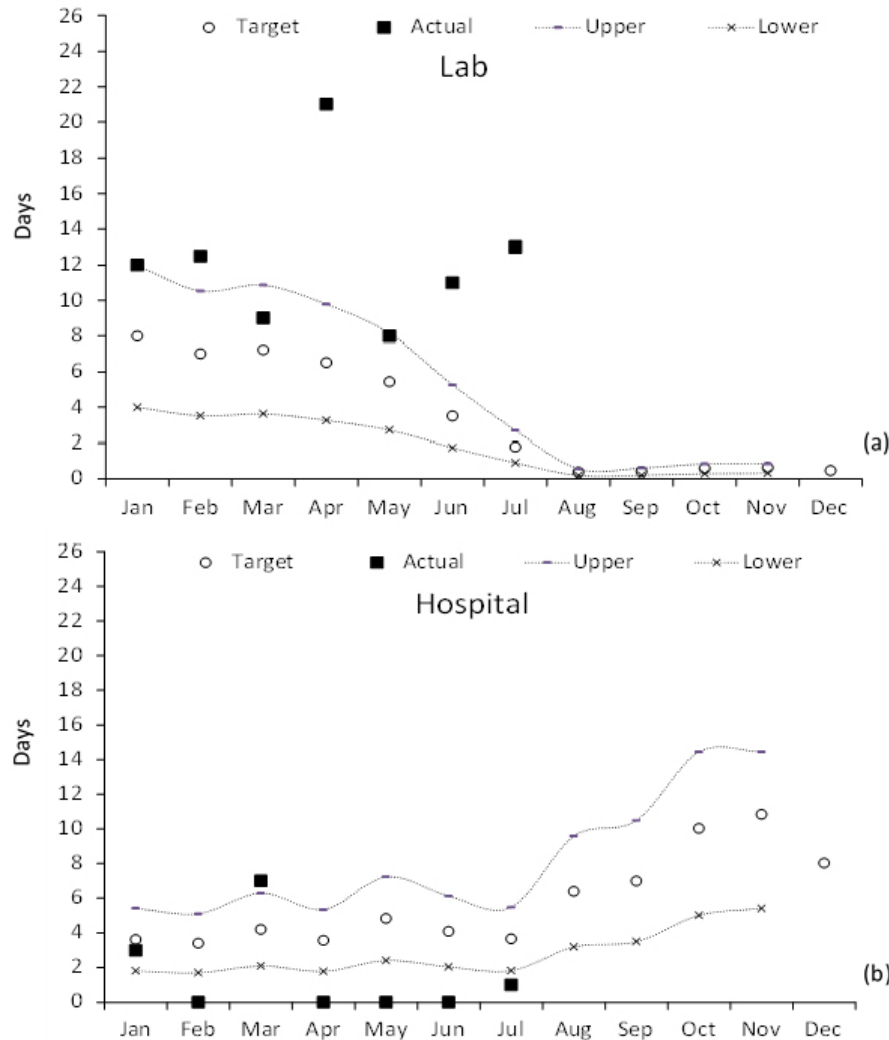 26
Target Actual Upper Lower
Lab
24
22
20
18
16
14
12
10
8
6
4
2
0
Days
(a)
Jan Feb Mar Apr May Jun Jul Aug Sep Oct Nov Dec
26
Target Actual Upper Lower
Hospital
24
22
20
18
16
14
12
10
8
6
4
2
0
Days
(b)
Jan Feb Mar Apr May Jun Jul Aug Sep Oct Nov Dec